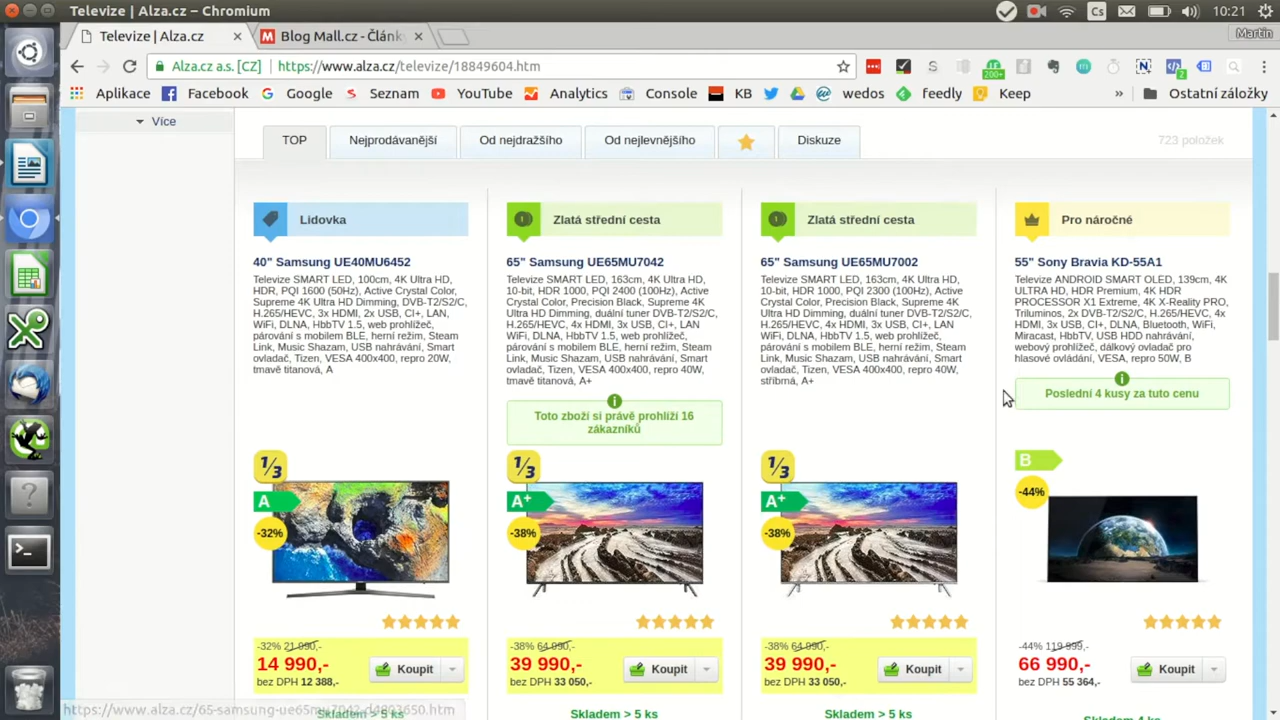 Televize | Alza.cz – Chromium
Cs
10:21
Televize | Alza.cz
Blog Mall.cz - Článk
Martin
Alza.cz a.s. [CZ]
https://www.alza.cz/televize/18849604.htm
200+
2
Aplikace
Facebook
Google
Seznam
YouTube
Analytics
Console
KB
wedos
feedly
Keep
»
Ostatní záložky
Více
TOP
Nejprodávanější
Od nejdražšího
Od nejlevnějšího
Diskuze
723 položek
Lidovka
40" Samsung UE40MU6452
Televize SMART LED, 100cm, 4K Ultra HD,
HDR, PQI 1600 (50Hz), Active Crystal Color,
Supreme 4K Ultra HD Dimming, DVB-T2/S2/C,
H.265/HEVC, 3x HDMI, 2x USB, CI+, LAN
WiFi, DLNA, HbbTV 1.5, web prohlížeč,
párování s mobilem BLE, herní režim, Steam
Link, Music Shazam, USB nahrávání, Smart
ovladač, Tizen, VESA 400x400, repro 20W,
tmavě titanová, A
1/3
A
-32%
-32% 21 990,-
14 990,-
bez DPH 12 388,-
Koupit
Skladem > 5 ks
Zlatá střední cesta
65" Samsung UE65MU7042
Televize SMART LED, 163cm, 4K Ultra HD,
10-bit, HDR 1000, PQI 2400 (100Hz), Active
Crystal Color, Precision Black, Supreme 4K
Ultra HD Dimming, duální tuner DVB-T2/S2/C,
H.265/HEVC, 4x HDMI, 3x USB, CI+, LAN
WiFi, DLNA, HbbTV 1.5, web prohlížeč,
párování s mobilem BLE, herní režim, Steam
Link, Music Shazam, USB nahrávání, Smart
ovladač, Tizen, VESA 400x400, repro 40W,
tmavě titanová, A+
Toto zboží si právě prohlíží 16
zákazníků
1/3
A+
-38%
-38% 64 990,-
39 990,-
bez DPH 33 050,-
Koupit
Skladem > 5 ks
Zlatá střední cesta
65" Samsung UE65MU7002
Televize SMART LED, 163cm, 4K Ultra HD,
10-bit, HDR 1000, PQI 2300 (100Hz), Active
Crystal Color, Precision Black, Supreme 4K
Ultra HD Dimming, duální tuner DVB-T2/S2/C,
H.265/HEVC, 4x HDMI, 3x USB, CI+, LAN
WiFi, DLNA, HbbTV 1.5, web prohlížeč,
párování s mobilem BLE, herní režim, Steam
Link, Music Shazam, USB nahrávání, Smart
ovladač, Tizen, VESA 400x400, repro 40W,
stříbrná, A+
1/3
A+
-38%
-38% 64 990,-
39 990,-
bez DPH 33 050,-
Koupit
Skladem > 5 ks
Pro náročné
55" Sony Bravia KD-55A1
Televize ANDROID SMART OLED, 139cm, 4K
Ultra HD, HDR Premium, 4K HDR
PROCESSOR X1 Extreme, 4K X-Reality PRO,
Triluminos, 2x DVB-T2/S2/C, H.265/HEVC, 4x
HDMI, 3x USB, CI+, DLNA, Bluetooth, WiFi,
Miracast, HbbTV, USB HDD nahrávání,
webový prohlížeč, dálkový ovladač pro
hlasové ovládání, VESA, repro 50W, B
Poslední 4 kusy za tuto cenu
B
-44%
-44% 119 999,-
66 990,-
bez DPH 55 364,-
Koupit
Skladem 4 ks